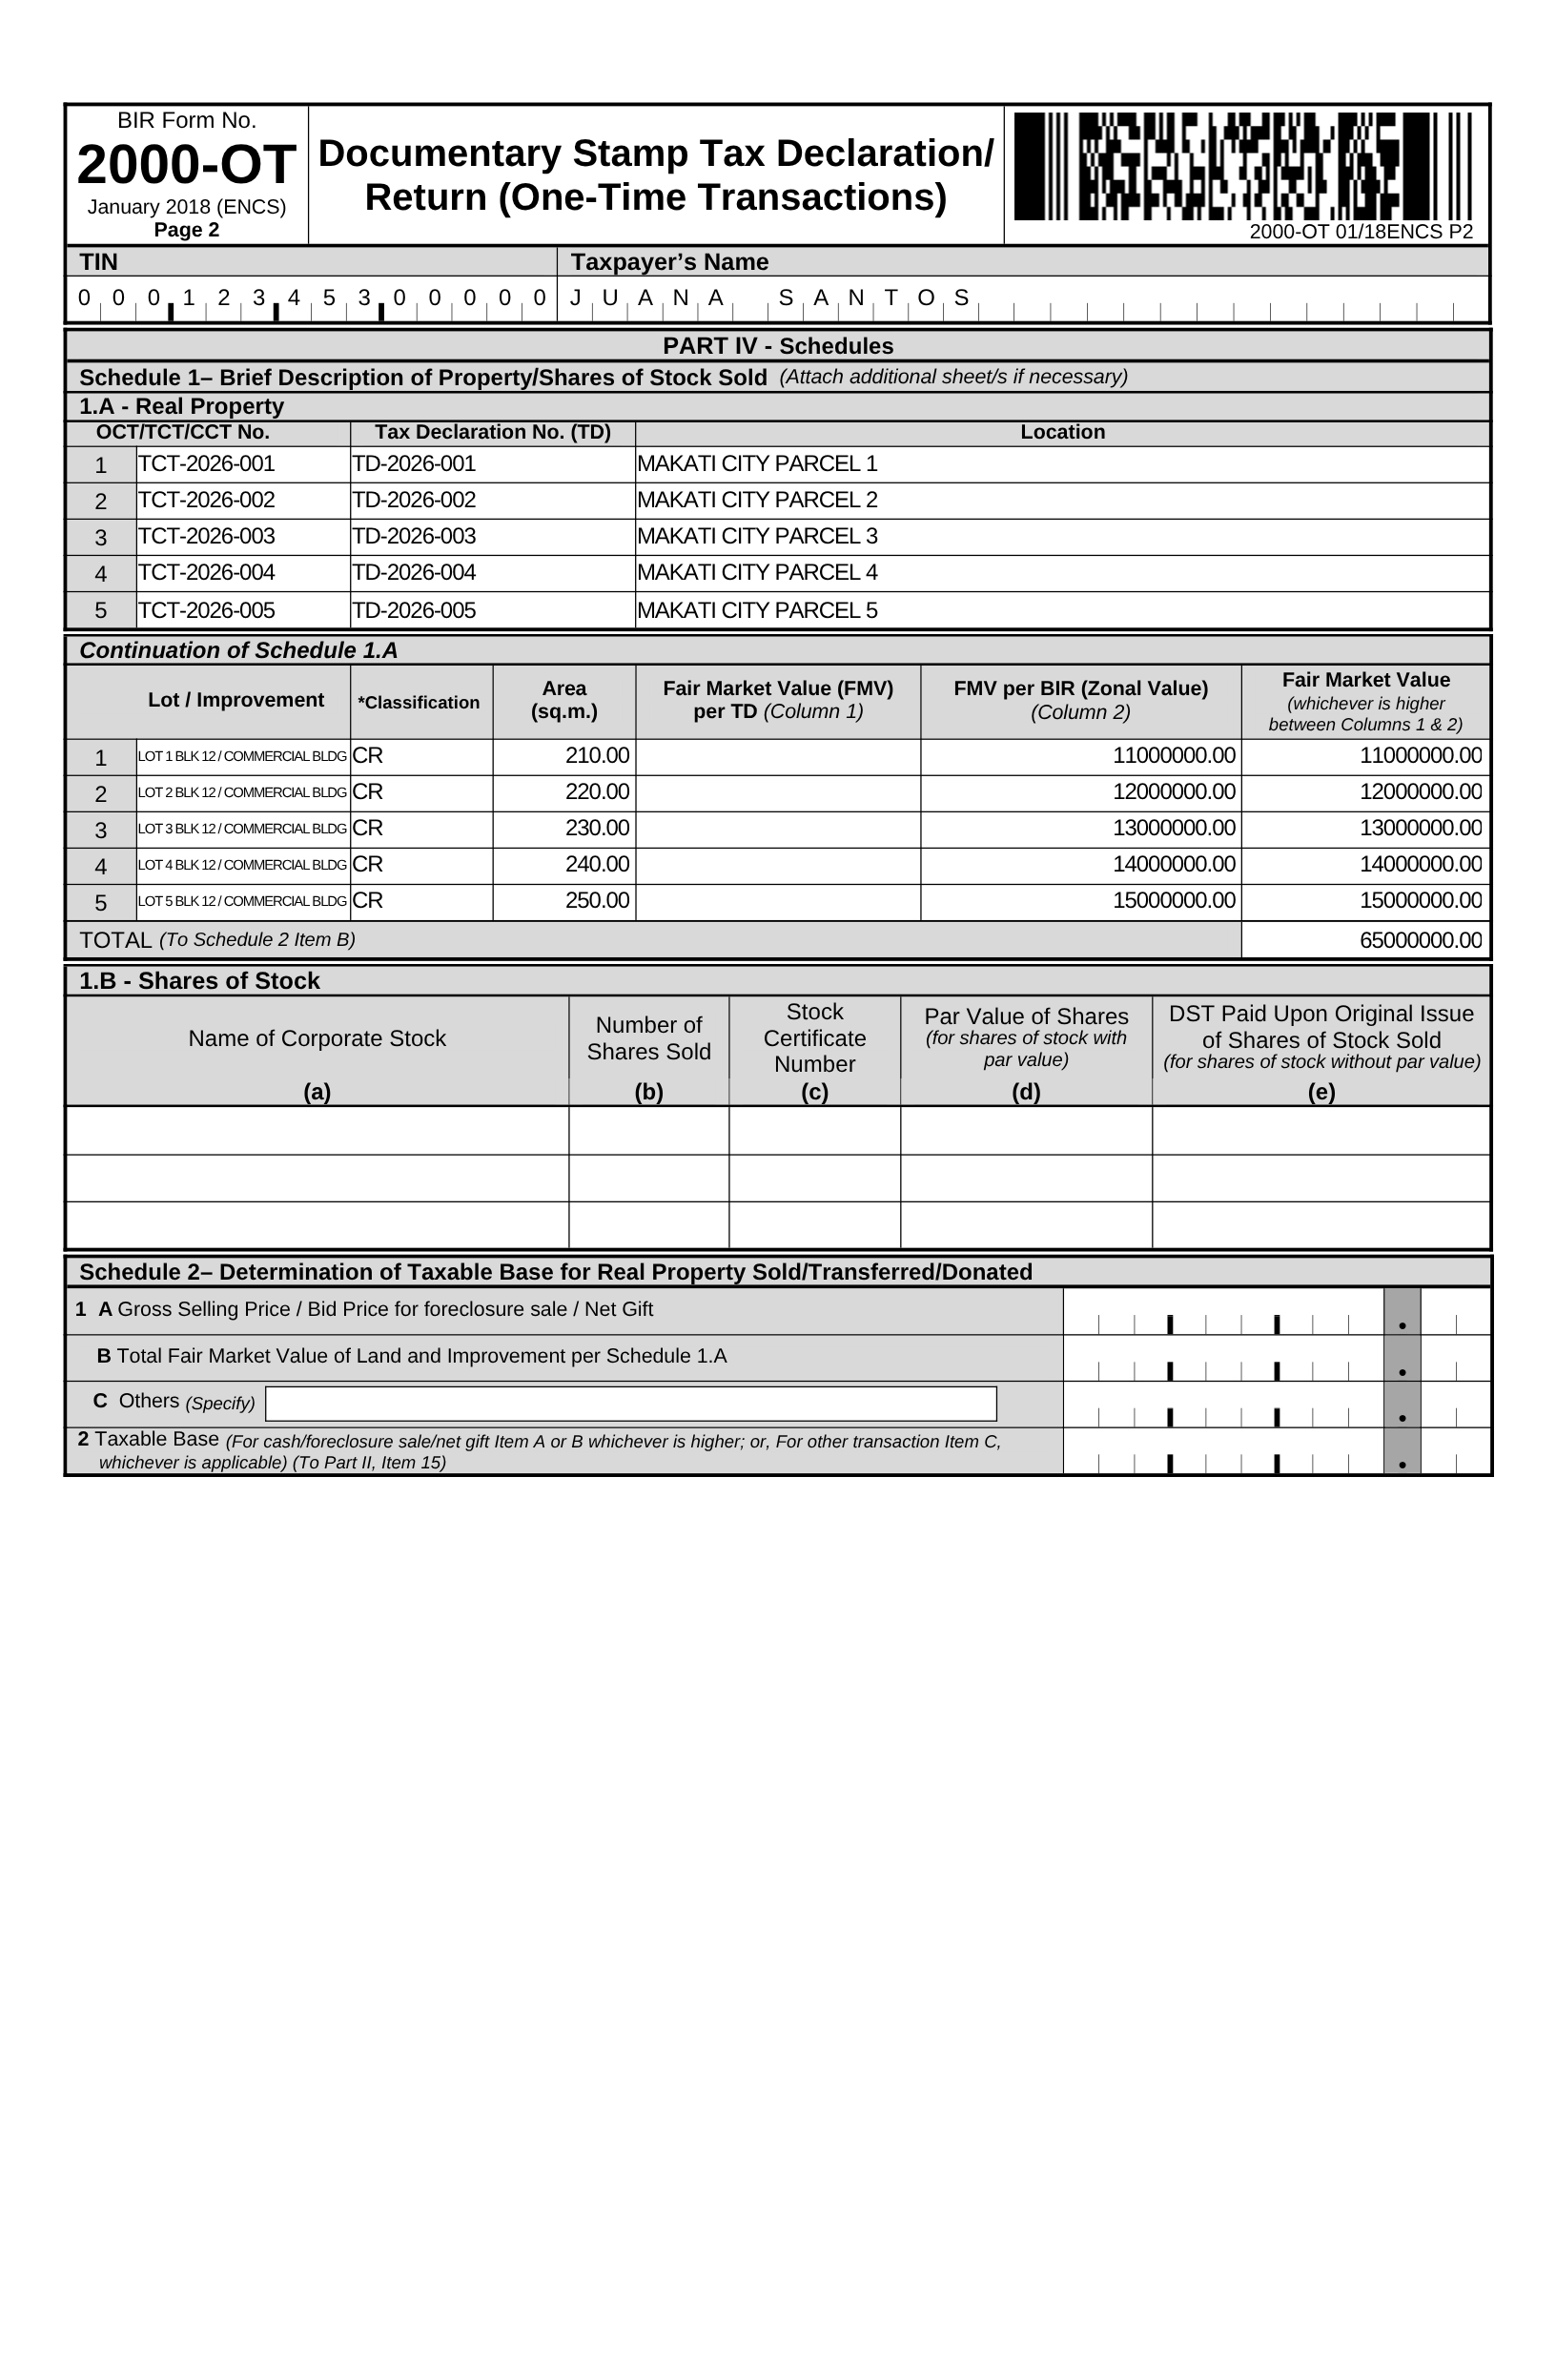 BIR Form No.
2000-OT
January 2018 (ENCS)
Page 2
Documentary Stamp Tax Declaration/
Return (One-Time Transactions)
2000-OT 01/18ENCS P2
TIN Taxpayer’s Name
0 0 0 1 2 3 4 5 3 0 0 0 0 0 J U A N A S A N T O S
PART IV - Schedules
Schedule 1– Brief Description of Property/Shares of Stock Sold (Attach additional sheet/s if necessary)
1.A - Real Property
OCT/TCT/CCT No. Tax Declaration No. (TD) Location
1 TCT-2026-001 TD-2026-001 MAKATI CITY PARCEL 1
2 TCT-2026-002 TD-2026-002 MAKATI CITY PARCEL 2
3 TCT-2026-003 TD-2026-003 MAKATI CITY PARCEL 3
4 TCT-2026-004 TD-2026-004 MAKATI CITY PARCEL 4
5 TCT-2026-005 TD-2026-005 MAKATI CITY PARCEL 5
Continuation of Schedule 1.A
Lot / Improvement
*Classification
Area
(sq.m.)
Fair Market Value (FMV)
per TD (Column 1)
FMV per BIR (Zonal Value)
(Column 2)
Fair Market Value
(whichever is higher
between Columns 1 & 2)
1 LOT 1 BLK 12 / COMMERCIAL BLDG CR 210.00 11000000.00 11000000.00
2 LOT 2 BLK 12 / COMMERCIAL BLDG CR 220.00 12000000.00 12000000.00
3 LOT 3 BLK 12 / COMMERCIAL BLDG CR 230.00 13000000.00 13000000.00
4 LOT 4 BLK 12 / COMMERCIAL BLDG CR 240.00 14000000.00 14000000.00
5 LOT 5 BLK 12 / COMMERCIAL BLDG CR 250.00 15000000.00 15000000.00
TOTAL (To Schedule 2 Item B) 65000000.00
1.B - Shares of Stock
Name of Corporate Stock
(a)
Number of
Shares Sold
(b)
Stock
Certificate
Number
(c)
Par Value of Shares
(for shares of stock with
par value)
(d)
DST Paid Upon Original Issue
of Shares of Stock Sold
(for shares of stock without par value)
(e)
Schedule 2– Determination of Taxable Base for Real Property Sold/Transferred/Donated
1 A Gross Selling Price / Bid Price for foreclosure sale / Net Gift
B Total Fair Market Value of Land and Improvement per Schedule 1.A
C Others (Specify)
2 Taxable Base (For cash/foreclosure sale/net gift Item A or B whichever is higher; or, For other transaction Item C,
whichever is applicable) (To Part II, Item 15)